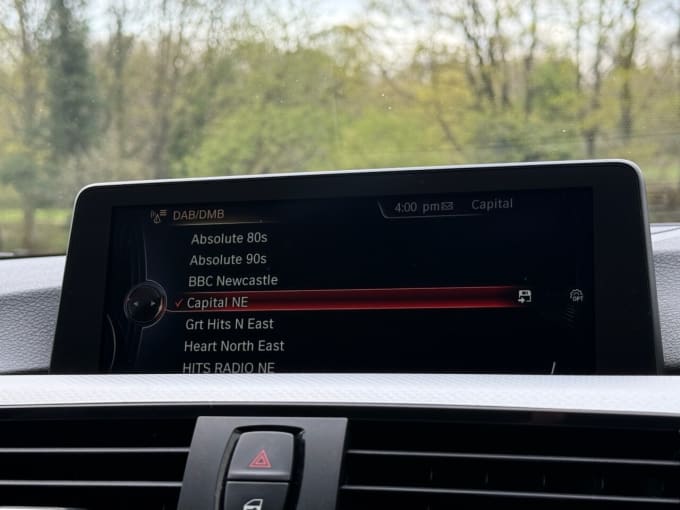 DAB/DMB
4:00 pm Capital
Absolute 80s
Absolute 90s
BBC Newcastle
✓ Capital NE
Grt Hits N East
Heart North East
HITS RADIO NE
OPT